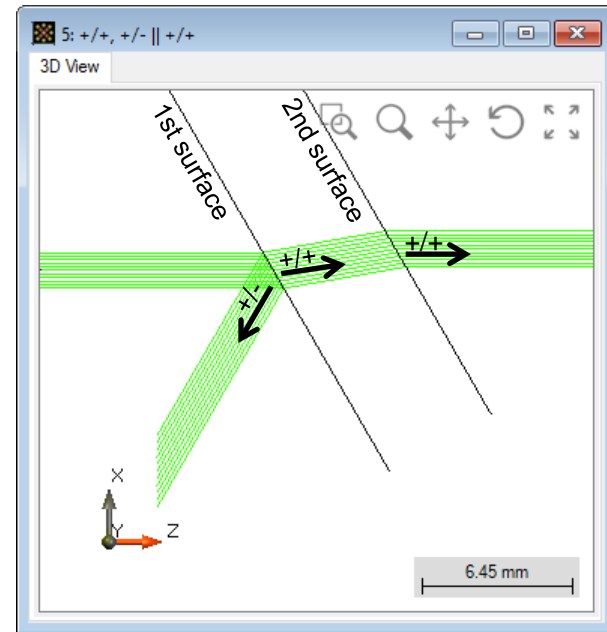 5: +/+, +/- || +/+
3D View
1st surface
2nd surface
+/+
+/+
+/-
X
Y
Z
6.45 mm